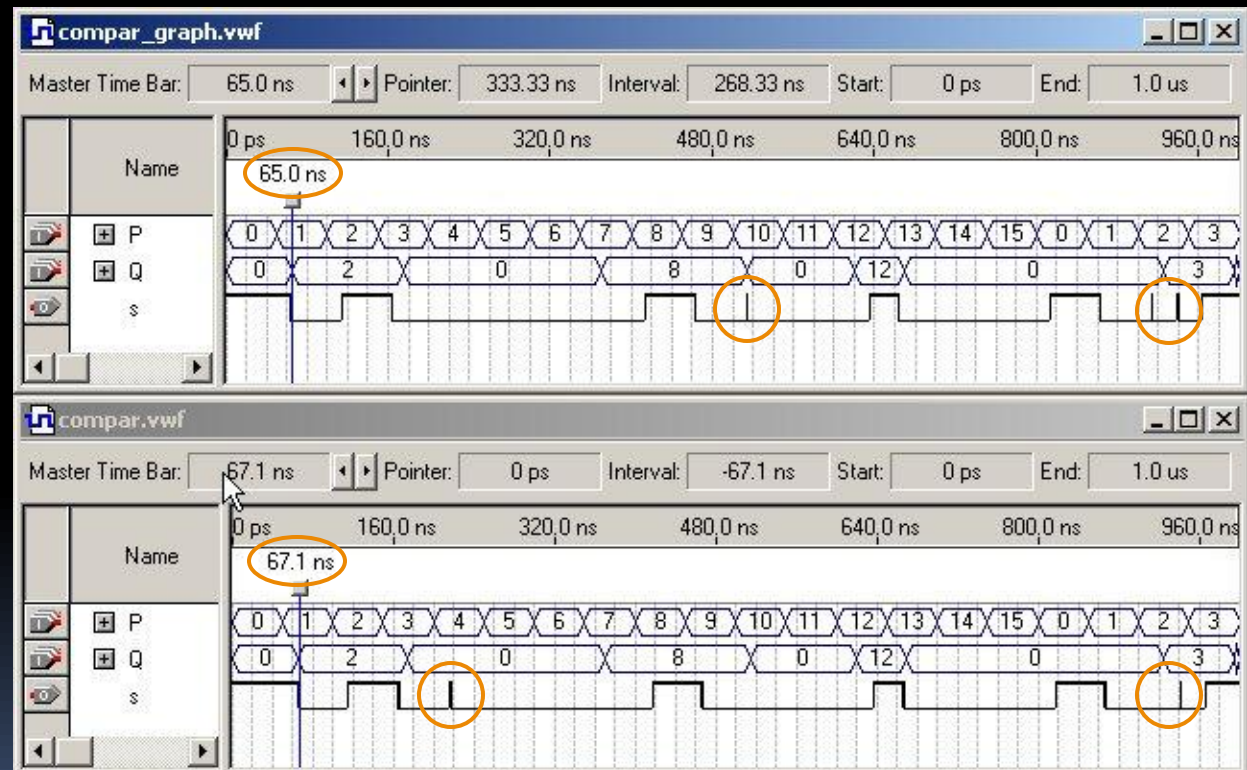 compar_graph.vwf
Master Time Bar: 65.0 ns Pointer: 333.33 ns Interval: 268.33 ns Start: 0 ps End: 1.0 us
Name
0 ps 160.0 ns 320.0 ns 480.0 ns 640.0 ns 800.0 ns 960.0 ns
65.0 ns
P 0 1 2 3 4 5 6 7 8 9 10 11 12 13 14 15 0 1 2 3
Q 0 2 0 8 0 12 0 3
s
compar.vwf
Master Time Bar: 67.1 ns Pointer: 0 ps Interval: -67.1 ns Start: 0 ps End: 1.0 us
Name
0 ps 160.0 ns 320.0 ns 480.0 ns 640.0 ns 800.0 ns 960.0 ns
67.1 ns
P 0 1 2 3 4 5 6 7 8 9 10 11 12 13 14 15 0 1 2 3
Q 0 2 0 8 0 12 0 3
s